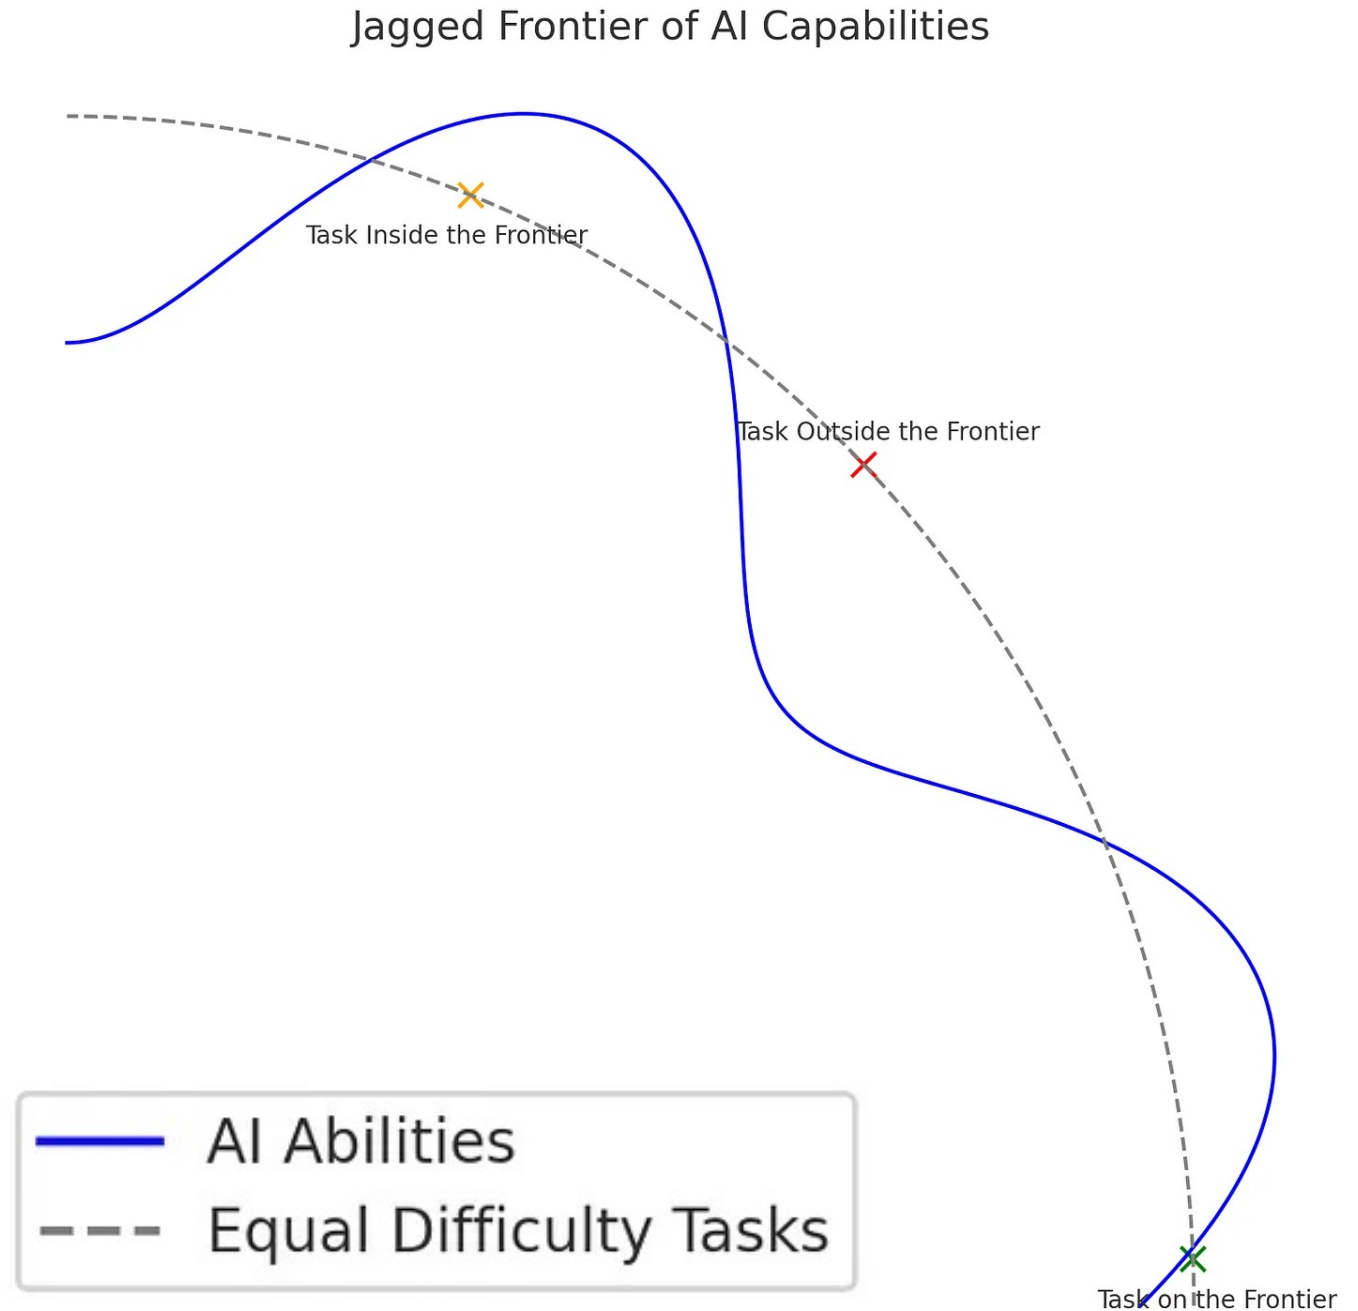 Jagged Frontier of AI Capabilities
Task Inside the Frontier
Task Outside the Frontier
AI Abilities
Equal Difficulty Tasks
Task on the Frontier